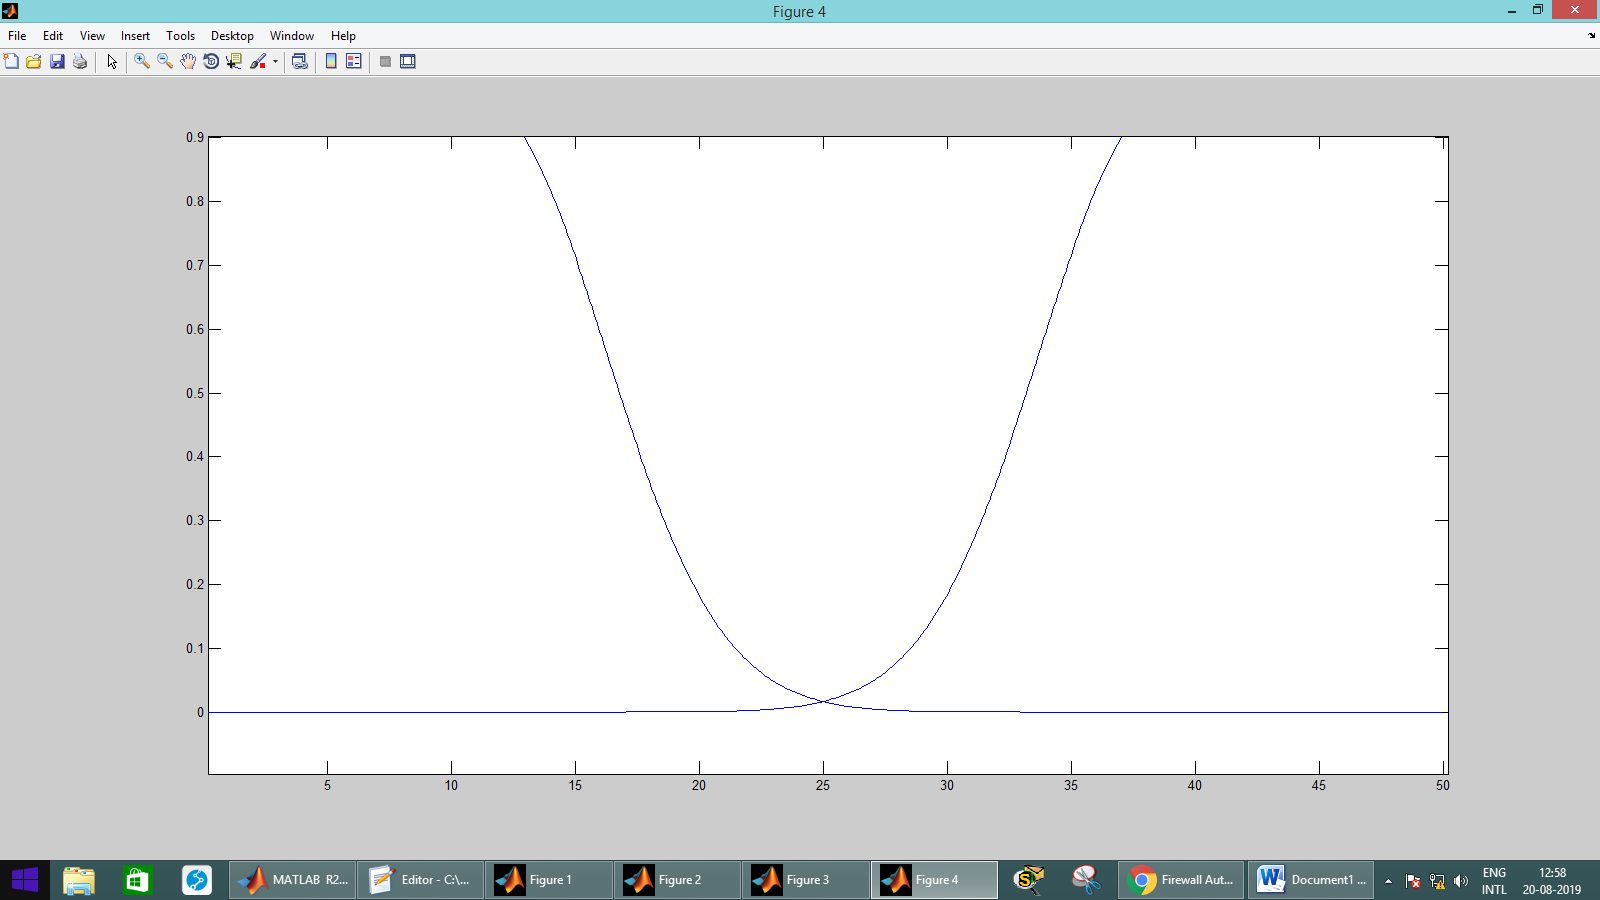 Figure 4
File Edit View Insert Tools Desktop Window Help
0.9
0.8
0.7
0.6
0.5
0.4
0.3
0.2
0.1
0
5 10 15 20 25 30 35 40 45 50
MATLAB R2... Editor - C:\... Figure 1 Figure 2 Figure 3 Figure 4 Firewall Aut... Document1 ... ENG 12:58
INTL 20-08-2019